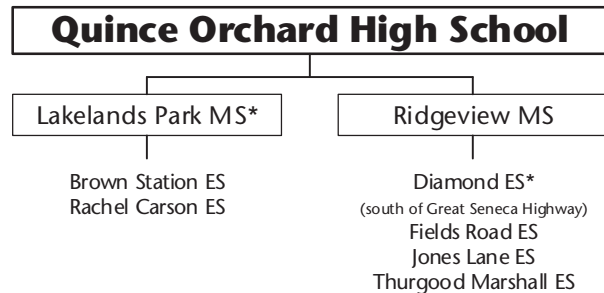 Quince Orchard High School
Lakelands Park MS*
Brown Station ES
Rachel Carson ES
Ridgeview MS
Diamond ES*
(south of Great Seneca Highway)
Fields Road ES
Jones Lane ES
Thurgood Marshall ES